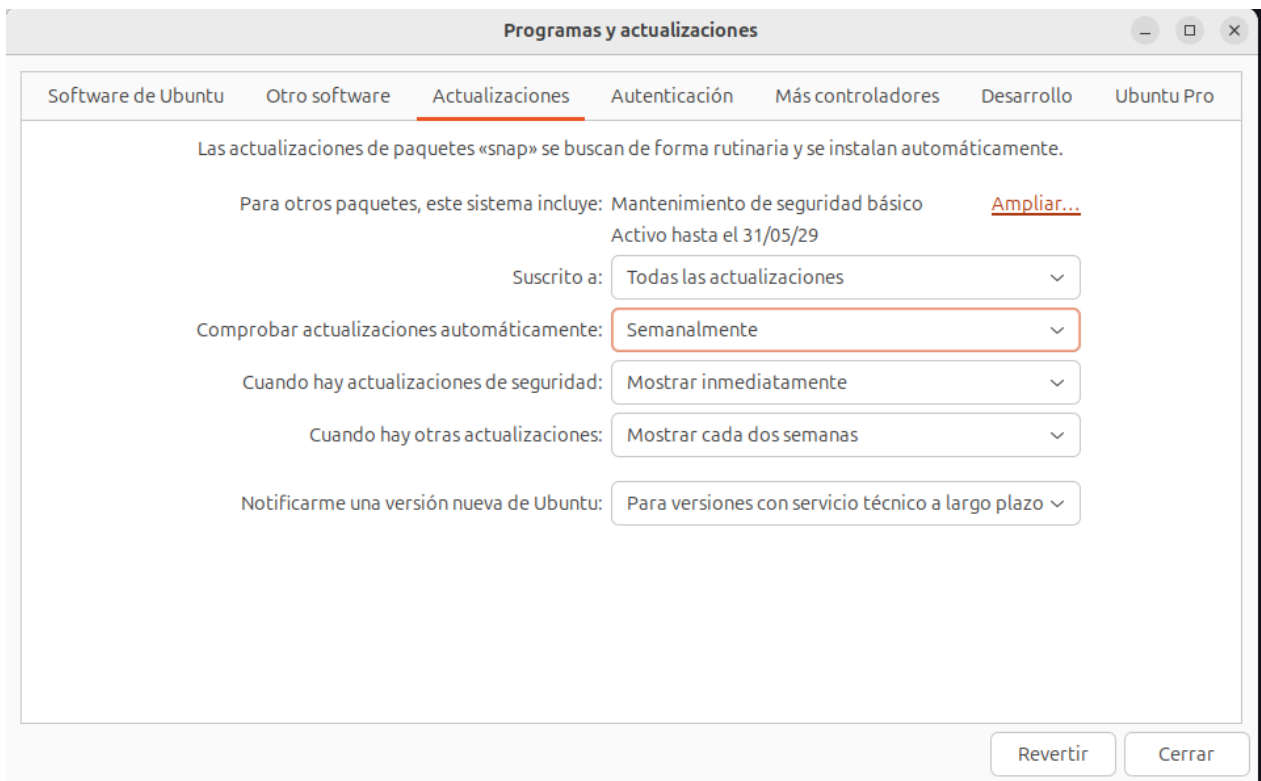 Programas y actualizaciones
Software de Ubuntu Otro software Actualizaciones Autenticación Más controladores Desarrollo Ubuntu Pro
Las actualizaciones de paquetes «snap» se buscan de forma rutinaria y se instalan automáticamente.
Para otros paquetes, este sistema incluye: Mantenimiento de seguridad básico Ampliar...
Activo hasta el 31/05/29
Suscrito a: Todas las actualizaciones
Comprobar actualizaciones automáticamente: Semanalmente
Cuando hay actualizaciones de seguridad: Mostrar inmediatamente
Cuando hay otras actualizaciones: Mostrar cada dos semanas
Notificarme una versión nueva de Ubuntu: Para versiones con servicio técnico a largo plazo
Revertir Cerrar